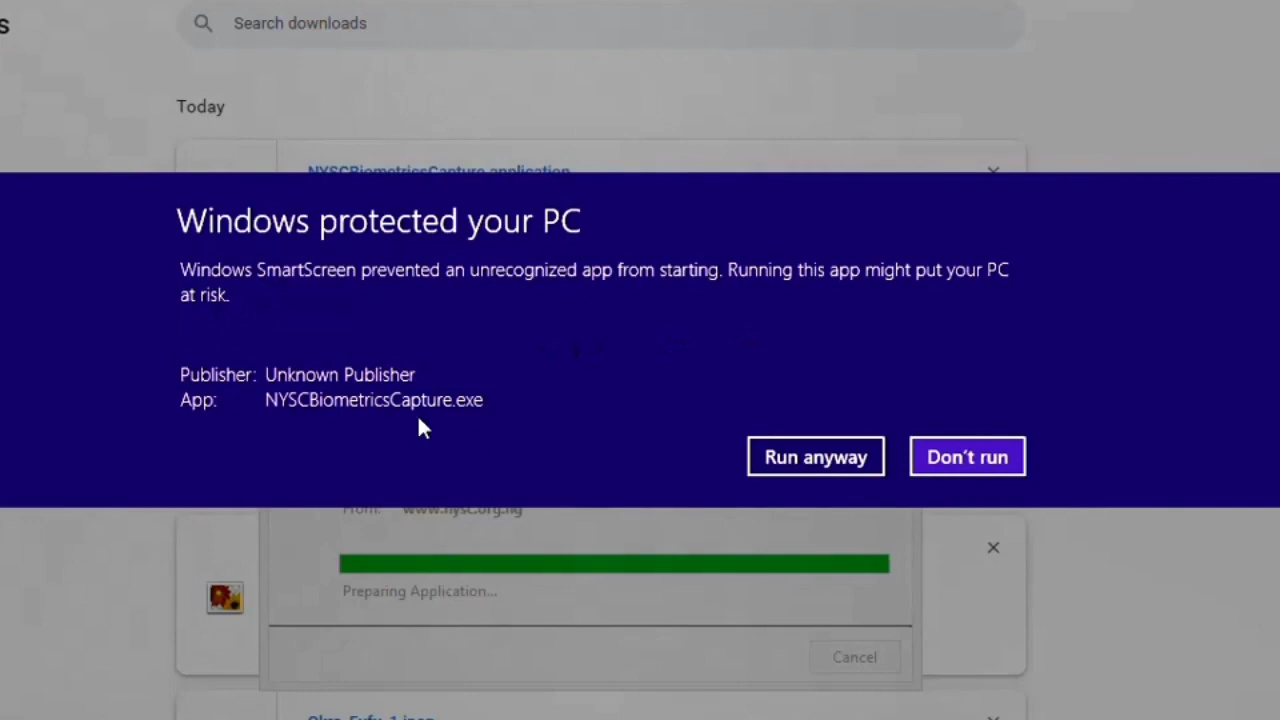 s
Search downloads
Today
NYSCBiometricsCapture.application
Windows protected your PC
Windows SmartScreen prevented an unrecognized app from starting. Running this app might put your PC
at risk.
Publisher: Unknown Publisher
App: NYSCBiometricsCapture.exe
Run anyway
Don't run
From: www.nysc.org.ng
Preparing Application...
Cancel